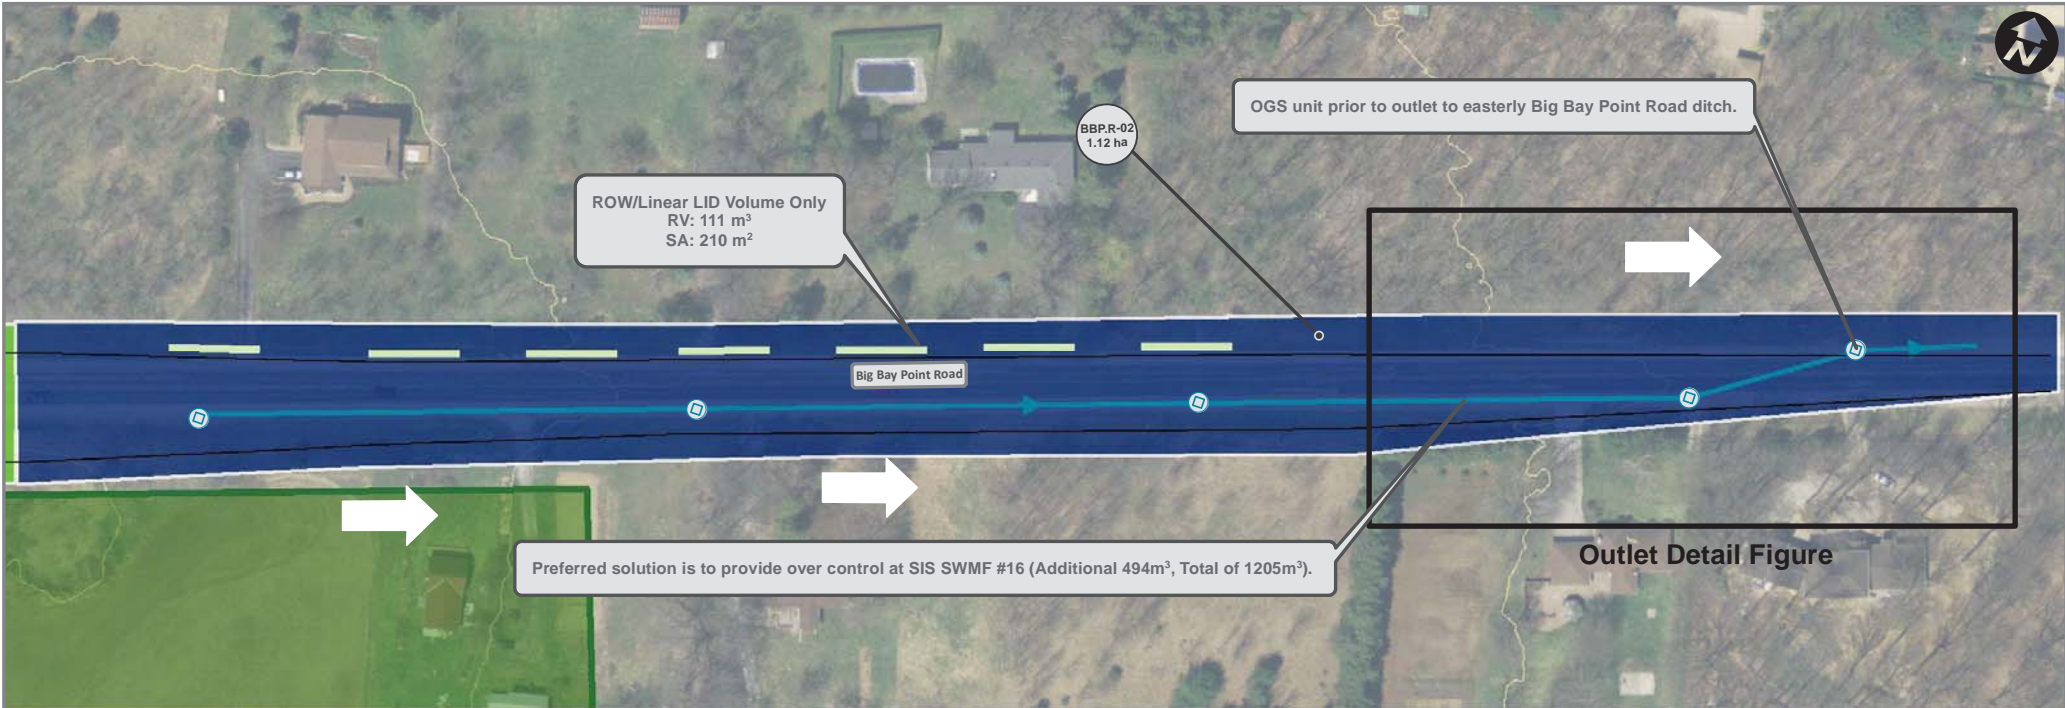 N
OGS unit prior to outlet to easterly Big Bay Point Road ditch.
BBP.R-02
1.12 ha
ROW/Linear LID Volume Only
RV: 111 m³
SA: 210 m²
Big Bay Point Road
Preferred solution is to provide over control at SIS SWMF #16 (Additional 494m³, Total of 1205m³).
Outlet Detail Figure